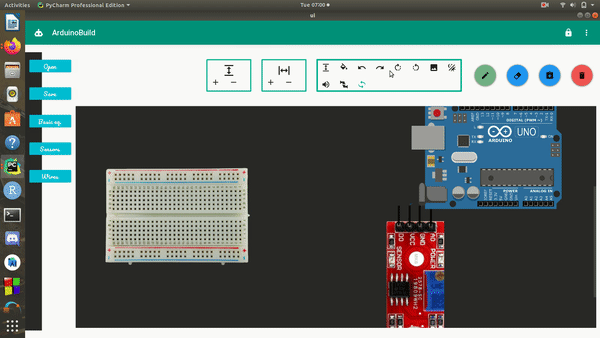 Activities
PyCharm Professional Edition
Tue 07:00
ui
ArduinoBuild
Open
Save
Basic eq
Sensors
Wires
DIGITAL (PWM~)
UNO
ARDUINO
POWER
ANALOG IN
DO
VCC
GND
AO
SENSOR
POWER